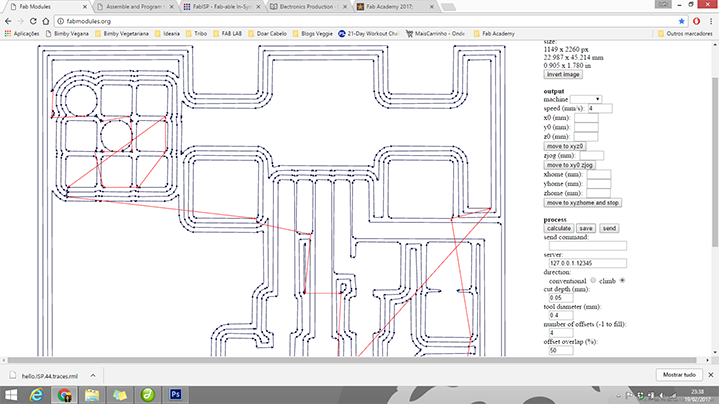 Fab Modules
Assemble and Program t
FabISP - Fab-able In-Sys
Electronics Production
Fab Academy 2017:
fabmodules.org
Aplicações
Bimby Vegana
Bimby Vegetariana
Ideana
Tribo
FAB LAB
Doar Cabelo
Blogs Veggie
21-Day Workout Chal
MaisCarrinho - Onde
Fab Academy
Outros marcadores
size:
1149 x 2260 px
22.987 x 45.214 mm
0.905 x 1.780 in
invert image
output
machine
speed (mm/s): 4
x0 (mm):
y0 (mm):
z0 (mm):
move to xyz0
zjog (mm):
move to xy0 zjog
xhome (mm):
yhome (mm):
zhome (mm):
move to xyzhome and stop
process
calculate save send
send command:
server:
127.0.0.1:12345
direction:
conventional climb
cut depth (mm):
0.05
tool diameter (mm):
0.4
number of offsets (-1 to fill):
4
offset overlap (%):
50
hello.ISP.44.traces.rml
Mostrar tudo
23:38
19/02/2017